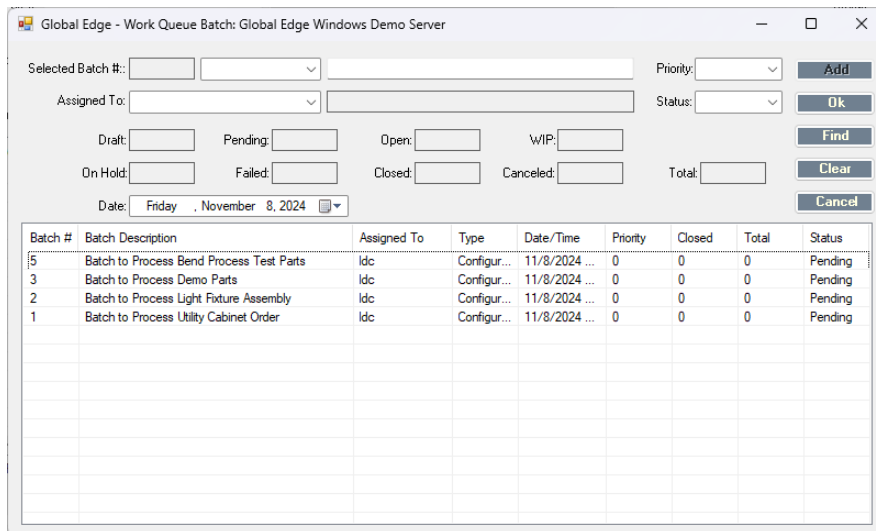 Global Edge - Work Queue Batch: Global Edge Windows Demo Server
Selected Batch #:: Priority: Add
Assigned To: Status: Ok
Draft: Pending: Open: WIP: Find
On Hold: Failed: Closed: Canceled: Total: Clear
Date: Friday , November 8, 2024 Cancel
Batch # Batch Description Assigned To Type Date/Time Priority Closed Total Status
5 Batch to Process Bend Process Test Parts ldc Configur... 11/8/2024 ... 0 0 0 Pending
3 Batch to Process Demo Parts ldc Configur... 11/8/2024 ... 0 0 0 Pending
2 Batch to Process Light Fixture Assembly ldc Configur... 11/8/2024 ... 0 0 0 Pending
1 Batch to Process Utility Cabinet Order ldc Configur... 11/8/2024 ... 0 0 0 Pending